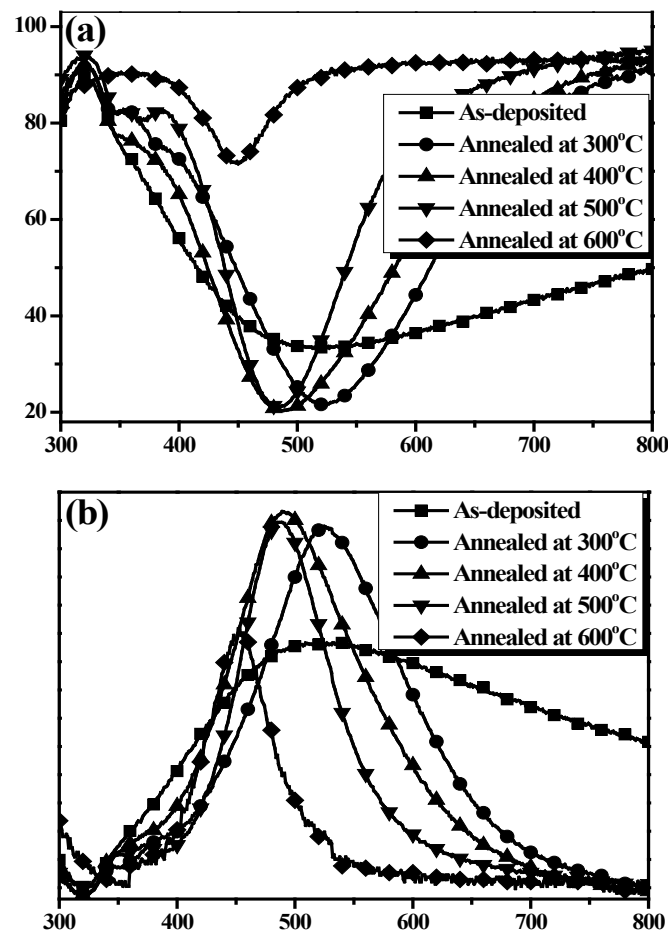 (a)
100
80
60
40
20
As-deposited
Annealed at 300°C
Annealed at 400°C
Annealed at 500°C
Annealed at 600°C
300 400 500 600 700 800
(b)
As-deposited
Annealed at 300°C
Annealed at 400°C
Annealed at 500°C
Annealed at 600°C
300 400 500 600 700 800